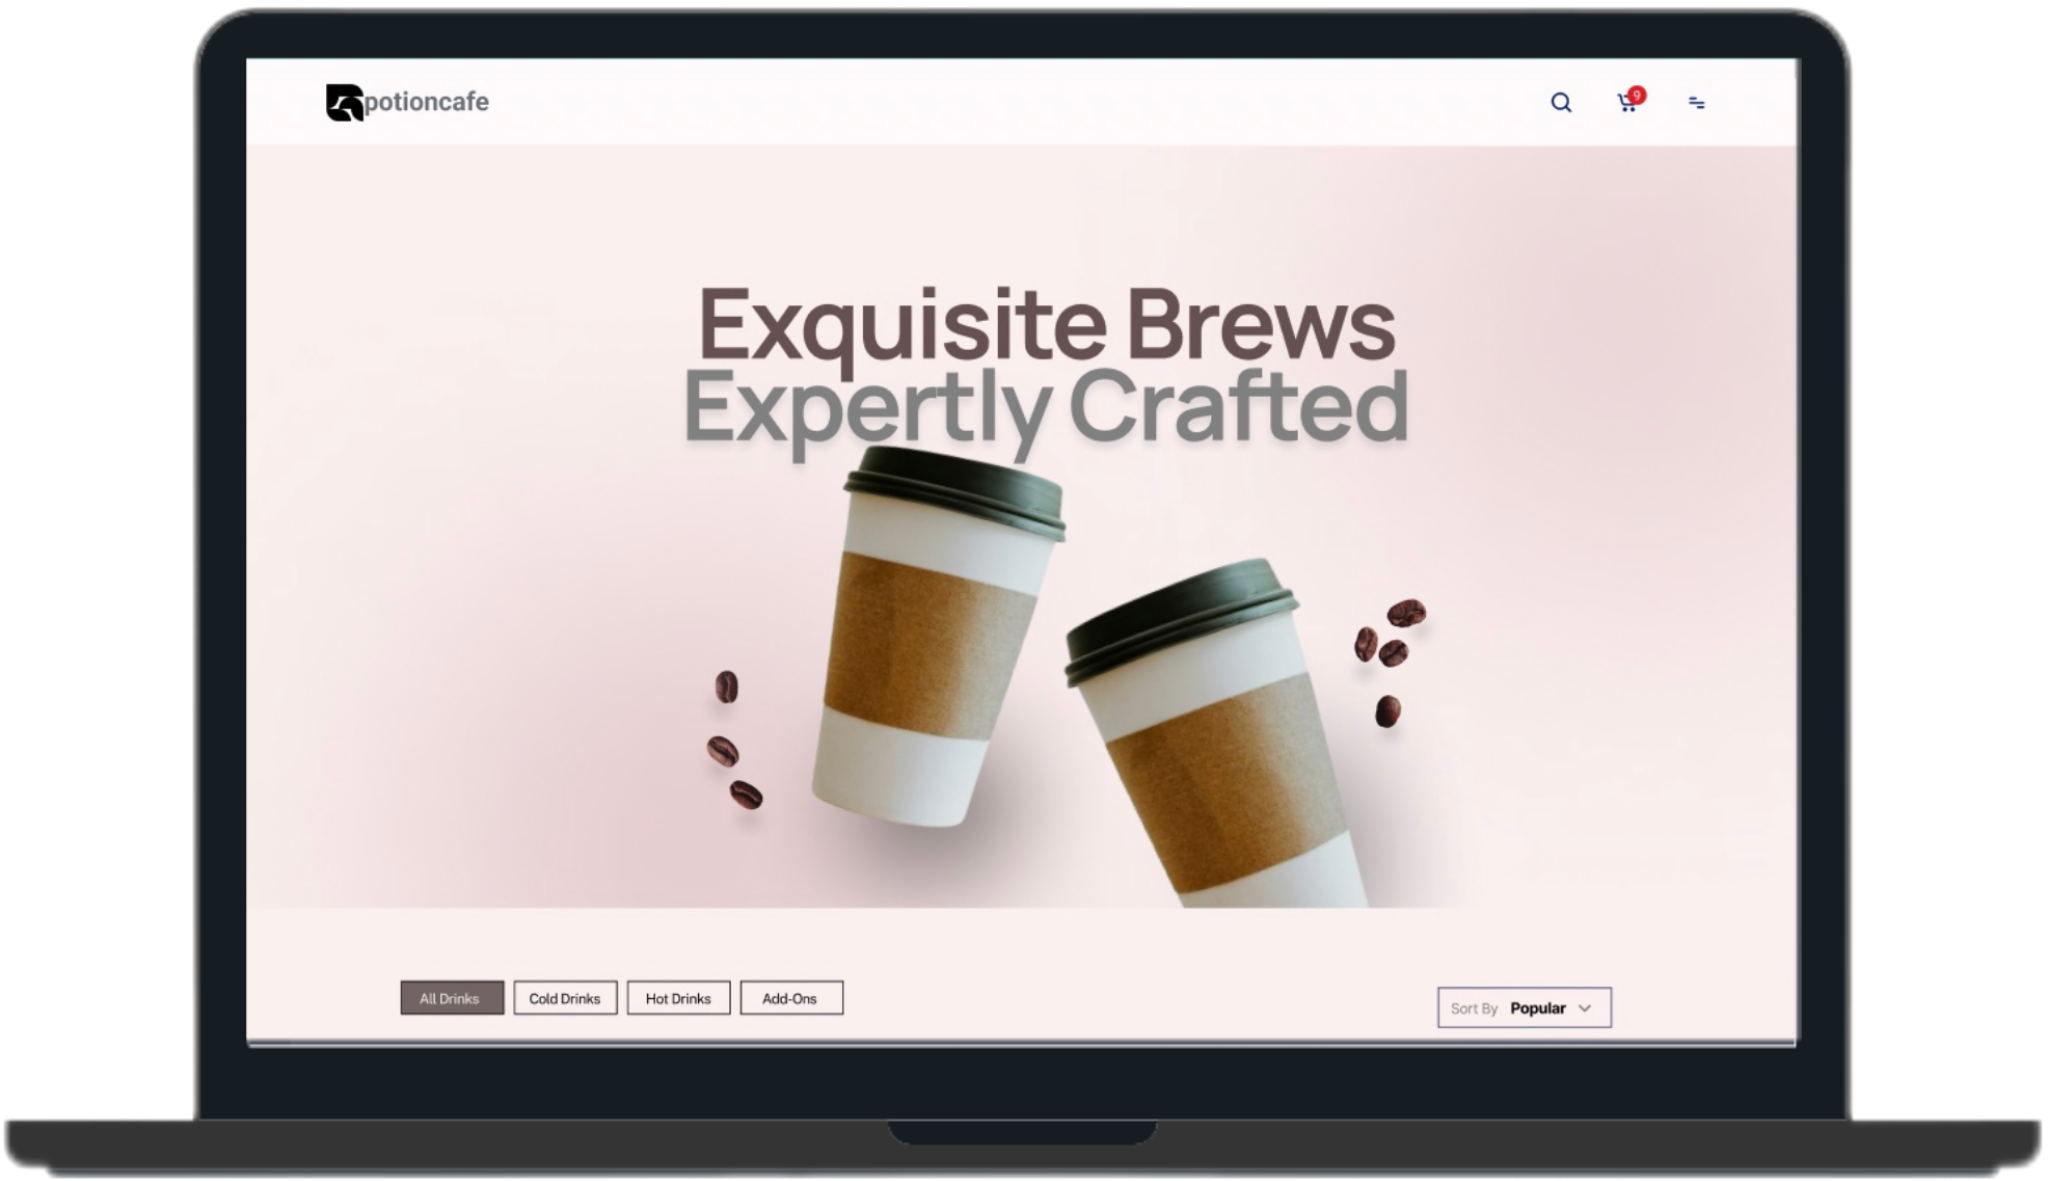 potioncafe
9
Exquisite Brews
Expertly Crafted
All Drinks
Cold Drinks
Hot Drinks
Add-Ons
Sort By Popular